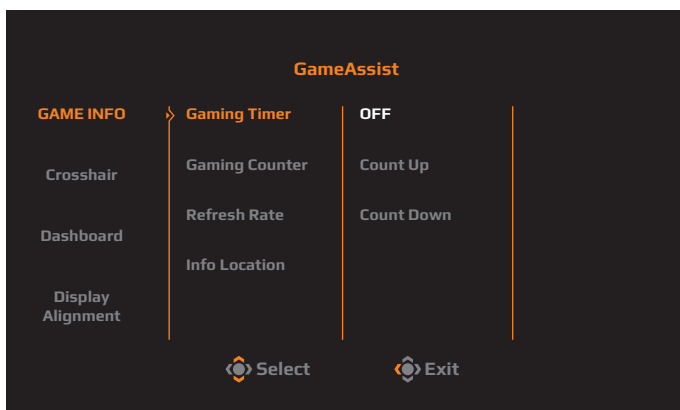 GameAssist
GAME INFO
Crosshair
Dashboard
Display
Alignment
Gaming Timer
Gaming Counter
Refresh Rate
Info Location
OFF
Count Up
Count Down
Select
Exit